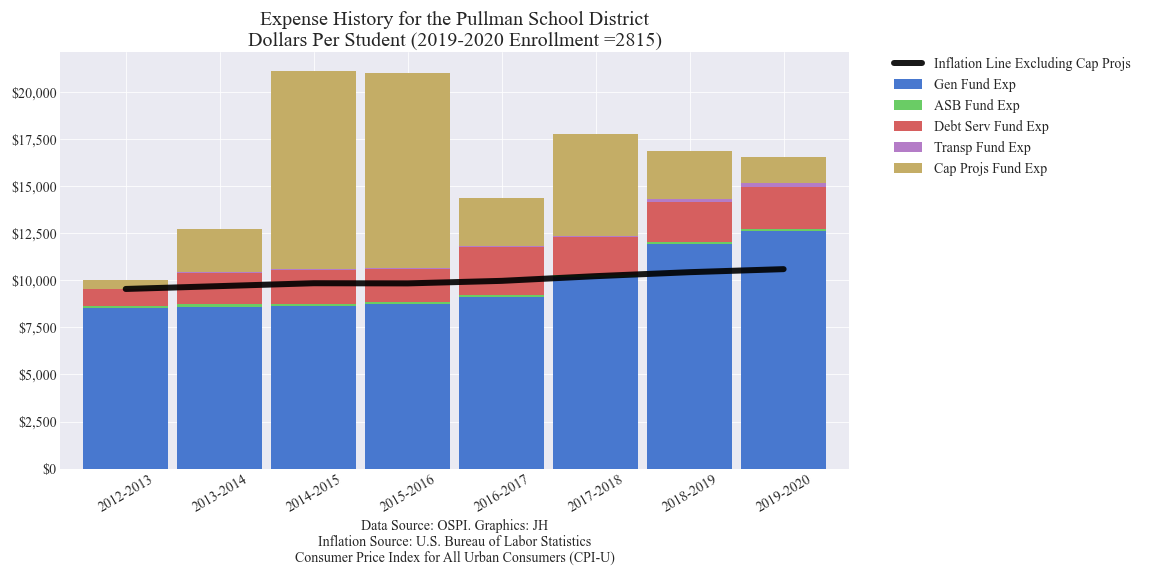 Expense History for the Pullman School District
Dollars Per Student (2019-2020 Enrollment =2815)
Inflation Line Excluding Cap Projs
Gen Fund Exp
ASB Fund Exp
Debt Serv Fund Exp
Transp Fund Exp
Cap Projs Fund Exp
$20,000
$17,500
$15,000
$12,500
$10,000
$7,500
$5,000
$2,500
$0
2012-2013
2013-2014
2014-2015
2015-2016
2016-2017
2017-2018
2018-2019
2019-2020
Data Source: OSPI. Graphics: JH
Inflation Source: U.S. Bureau of Labor Statistics
Consumer Price Index for All Urban Consumers (CPI-U)